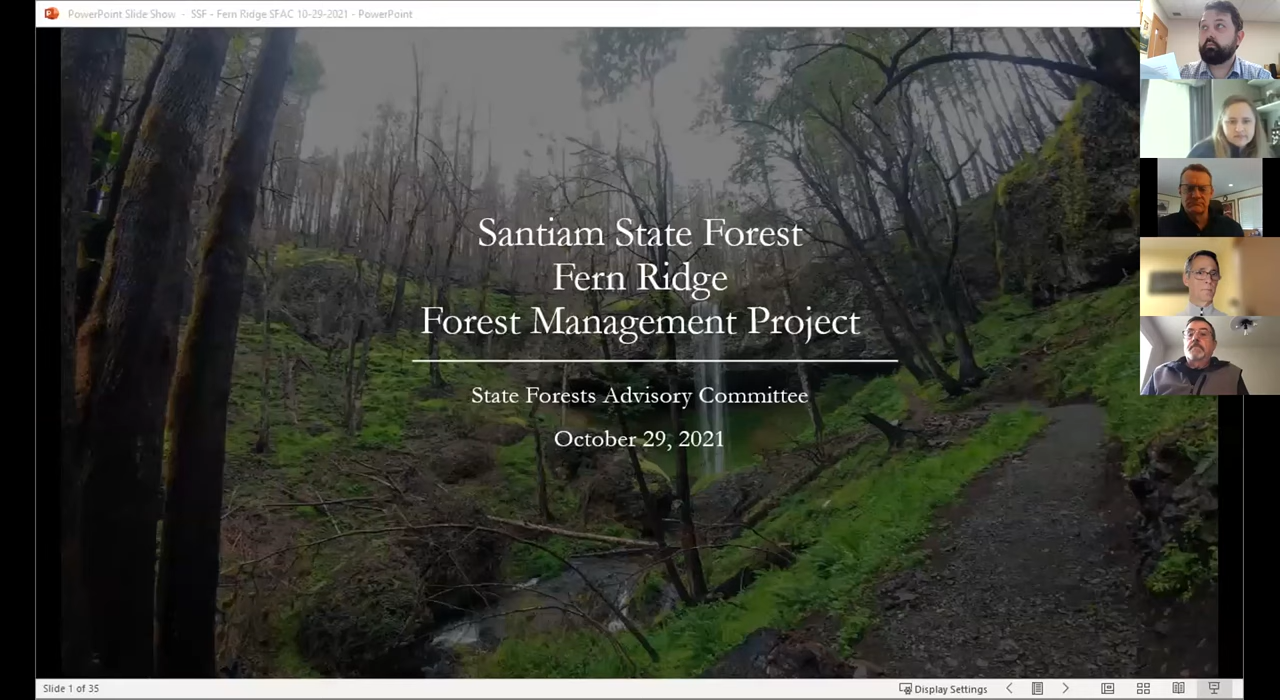 PowerPoint Slide Show - SSF - Fern Ridge SFAC 10-29-2021 - PowerPoint
Santiam State Forest
Fern Ridge
Forest Management Project
State Forests Advisory Committee
October 29, 2021
Slide 1 of 35
Display Settings